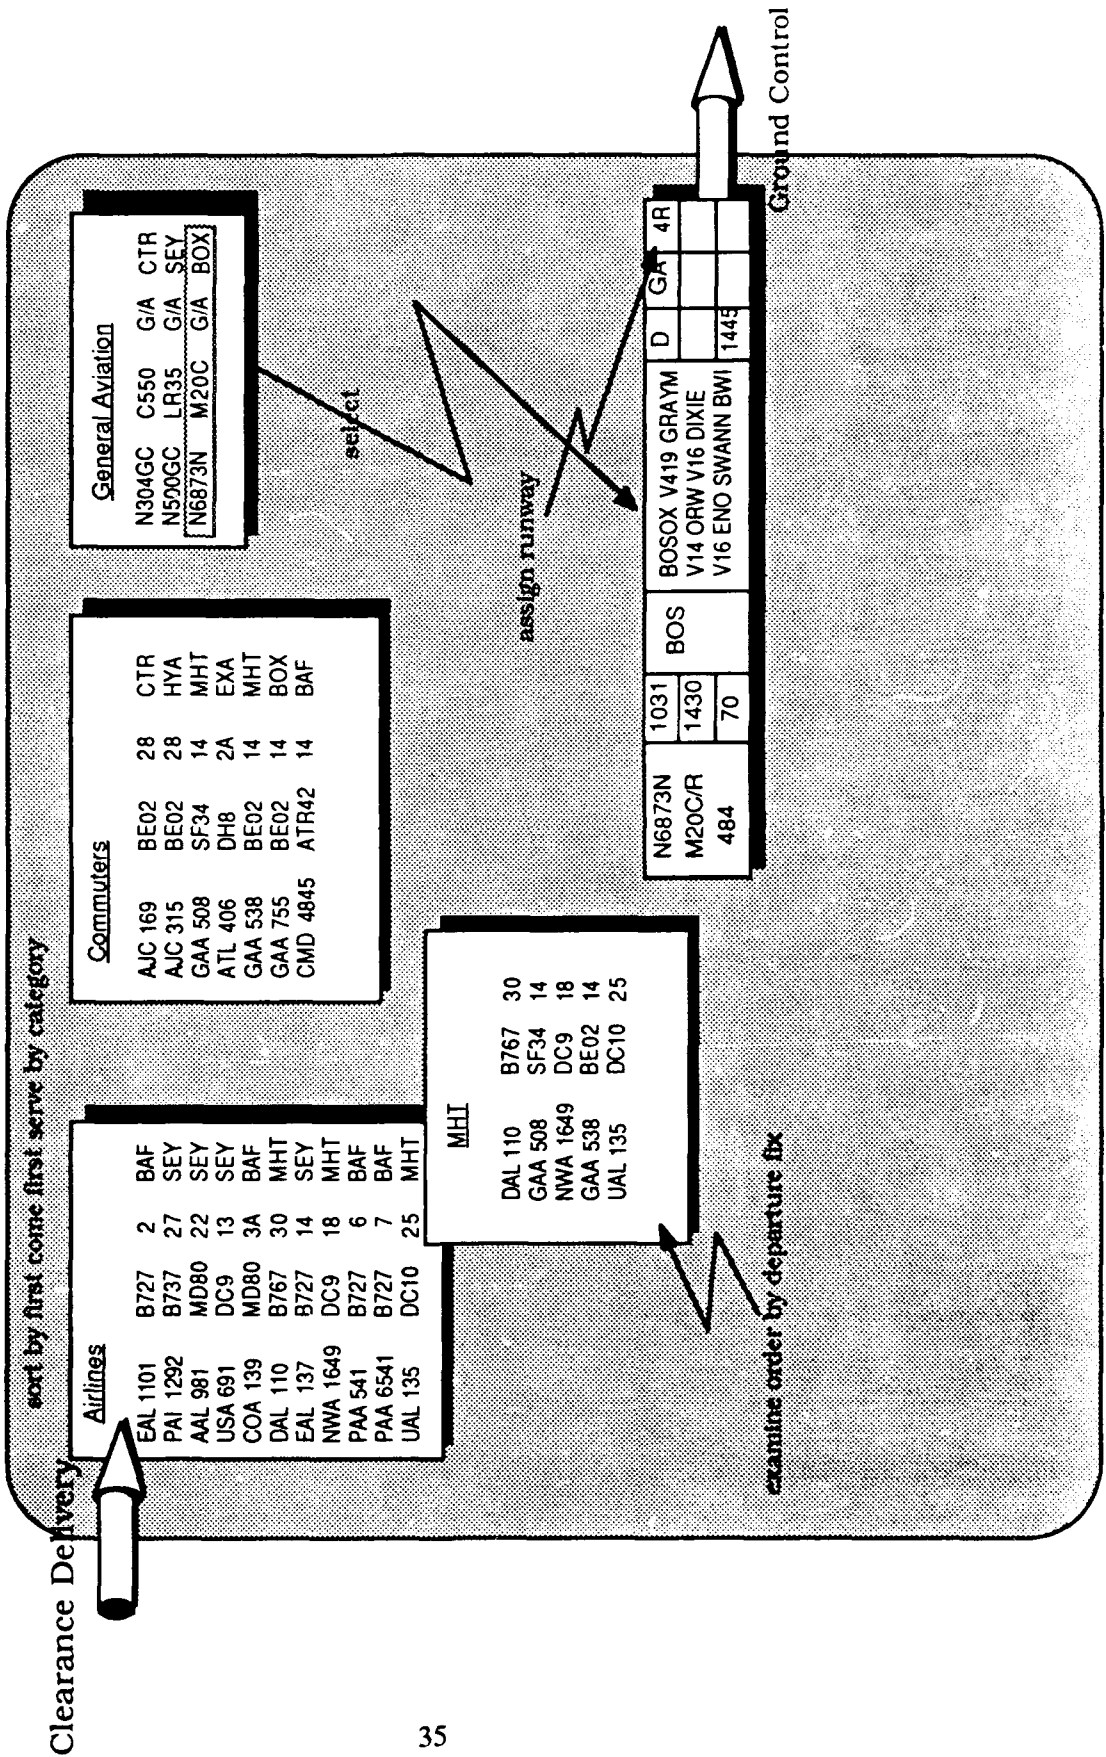 Clearance Delivery
sort by first come first serve by category
Airlines
EAL 1101 B727 2 BAF
PAI 1292 B737 27 SEY
AAL 981 MD80 22 SEY
USA 691 DC9 13 SEY
COA 139 MD80 3A BAF
DAL 110 B767 30 MHT
EAL 137 B727 14 SEY
NWA 1649 DC9 18 MHT
PAA 541 B727 6 BAF
PAA 6541 B727 7 BAF
UAL 135 DC10 25 MHT
Commuters
AJC 169 BE02 28 CTR
AJC 315 BE02 28 HYA
GAA 508 SF34 14 MHT
ATL 406 DH8 2A EXA
GAA 538 BE02 14 MHT
GAA 755 BE02 14 BOX
CMD 4845 ATR42 14 BAF
General Aviation
N304GC C550 G/A CTR
N500GC LR35 G/A SEY
N6873N M20C G/A BOX
select
MHT
DAL 110 B767 30
GAA 508 SF34 14
NWA 1649 DC9 18
GAA 538 BE02 14
UAL 135 DC10 25
assign runway
examine order by departure fix
N6873N 1031 BOS BOSOX V419 GRAYM D GA 4R
M20C/R 1430 V14 ORW V16 DIXIE
484 70 V16 ENO SWANN BWI 1445
Ground Control
35